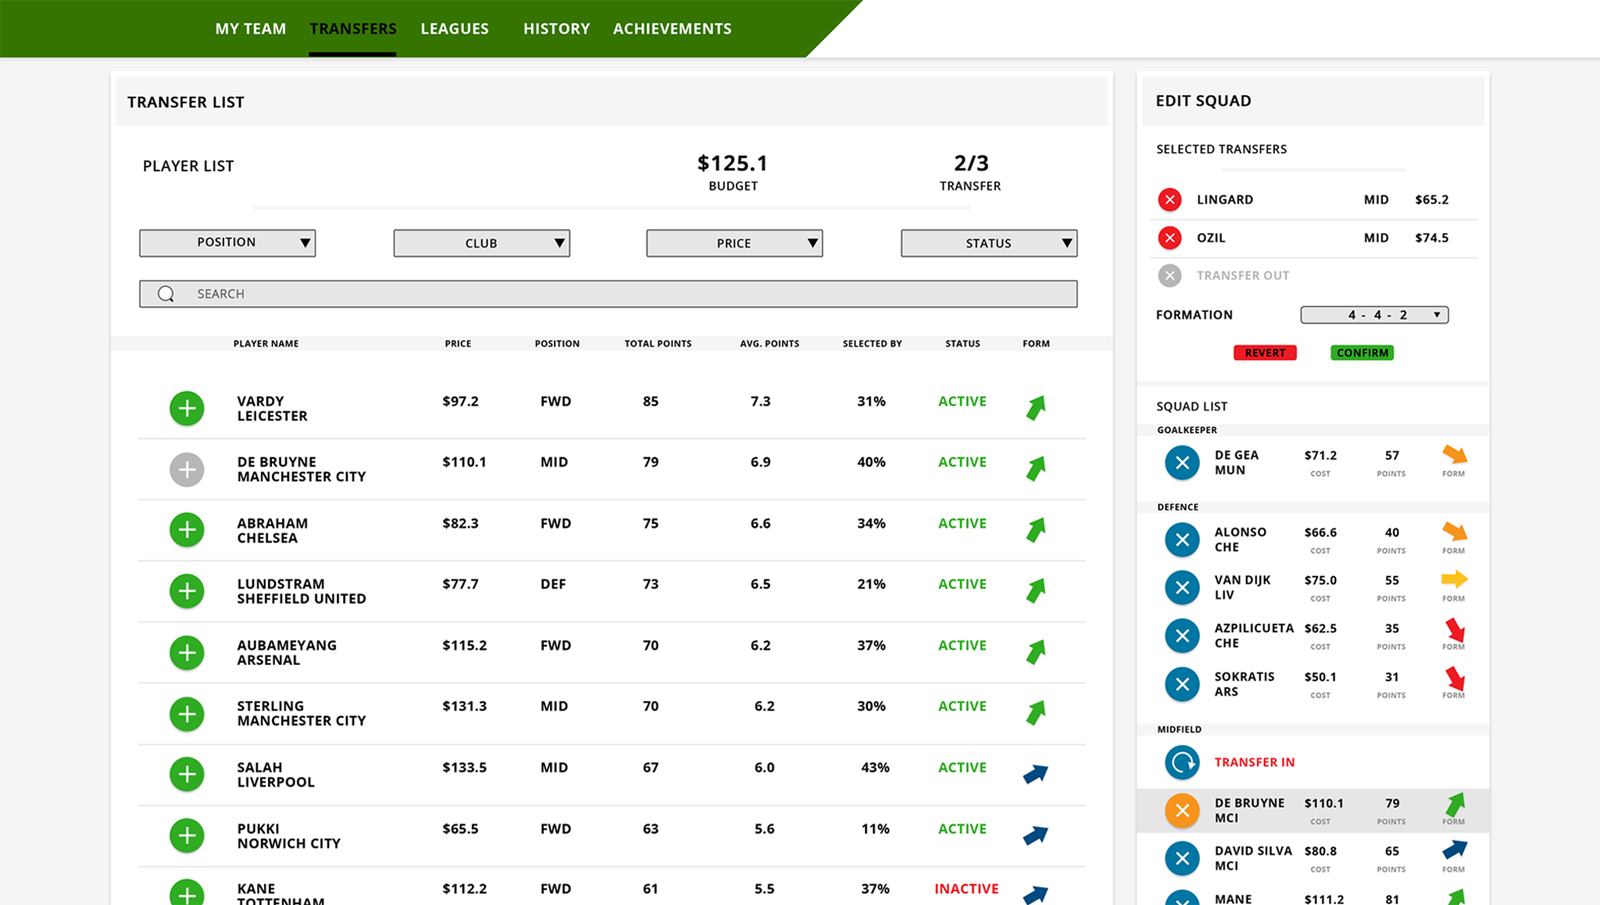 MY TEAM TRANSFERS LEAGUES HISTORY ACHIEVEMENTS
TRANSFER LIST
PLAYER LIST
$125.1
BUDGET
2/3
TRANSFER
POSITION CLUB PRICE STATUS
SEARCH
PLAYER NAME PRICE POSITION TOTAL POINTS AVG. POINTS SELECTED BY STATUS FORM
VARDY $97.2 FWD 85 7.3 31% ACTIVE
LEICESTER
DE BRUYNE $110.1 MID 79 6.9 40% ACTIVE
MANCHESTER CITY
ABRAHAM $82.3 FWD 75 6.6 34% ACTIVE
CHELSEA
LUNDSTRAM $77.7 DEF 73 6.5 21% ACTIVE
SHEFFIELD UNITED
AUBAMEYANG $115.2 FWD 70 6.2 37% ACTIVE
ARSENAL
STERLING $131.3 MID 70 6.2 30% ACTIVE
MANCHESTER CITY
SALAH $133.5 MID 67 6.0 43% ACTIVE
LIVERPOOL
PUKKI $65.5 FWD 63 5.6 11% ACTIVE
NORWICH CITY
KANE $112.2 FWD 61 5.5 37% INACTIVE
TOTTENHAM
EDIT SQUAD
SELECTED TRANSFERS
LINGARD MID $65.2
OZIL MID $74.5
TRANSFER OUT
FORMATION 4 - 4 - 2
REVERT CONFIRM
SQUAD LIST
GOALKEEPER
DE GEA $71.2 57
MUN COST POINTS FORM
DEFENCE
ALONSO $66.6 40
CHE COST POINTS FORM
VAN DIJK $75.0 55
LIV COST POINTS FORM
AZPILICUETA $62.5 35
CHE COST POINTS FORM
SOKRATIS $50.1 31
ARS COST POINTS FORM
MIDFIELD
TRANSFER IN
DE BRUYNE $110.1 79
MCI COST POINTS FORM
DAVID SILVA $80.8 65
MCI COST POINTS FORM
MANE $111.2 81